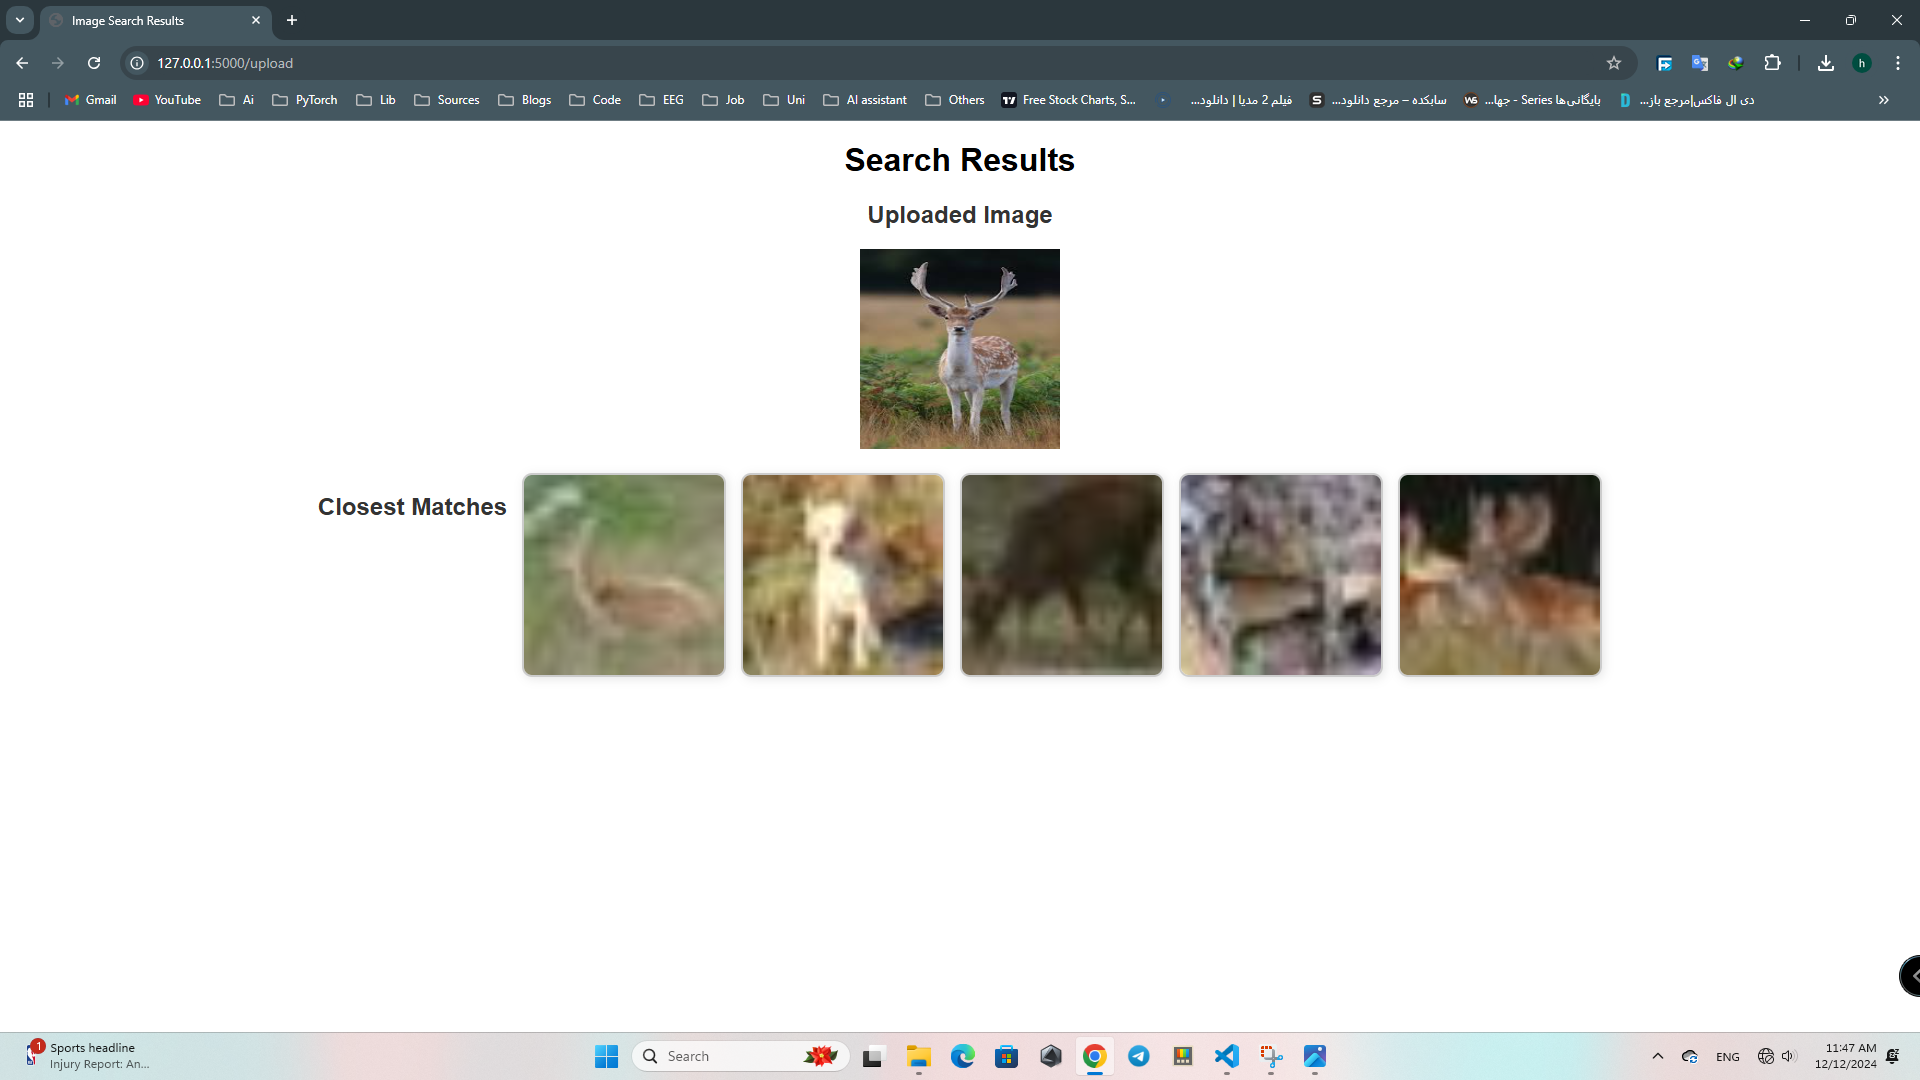 Image Search Results
127.0.0.1:5000/upload
Gmail YouTube Ai PyTorch Lib Sources Blogs Code EEG Job Uni AI assistant Others Free Stock Charts, S... فیلم 2 مدیا | دانلود... سابکده – مرجع دانلود... بایگانی‌ها Series - جها... دی ال فاکس|مرجع باز...
Search Results
Uploaded Image
Closest Matches
1 Sports headline
Injury Report: An...
Search
ENG
11:47 AM
12/12/2024